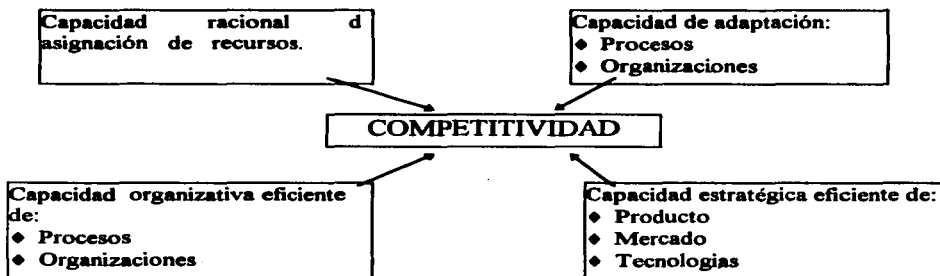 Capacidad racional d
asignación de recursos.
Capacidad de adaptación:
◆ Procesos
◆ Organizaciones
COMPETITIVIDAD
Capacidad organizativa eficiente
de:
◆ Procesos
◆ Organizaciones
Capacidad estratégica eficiente de:
◆ Producto
◆ Mercado
◆ Tecnologias